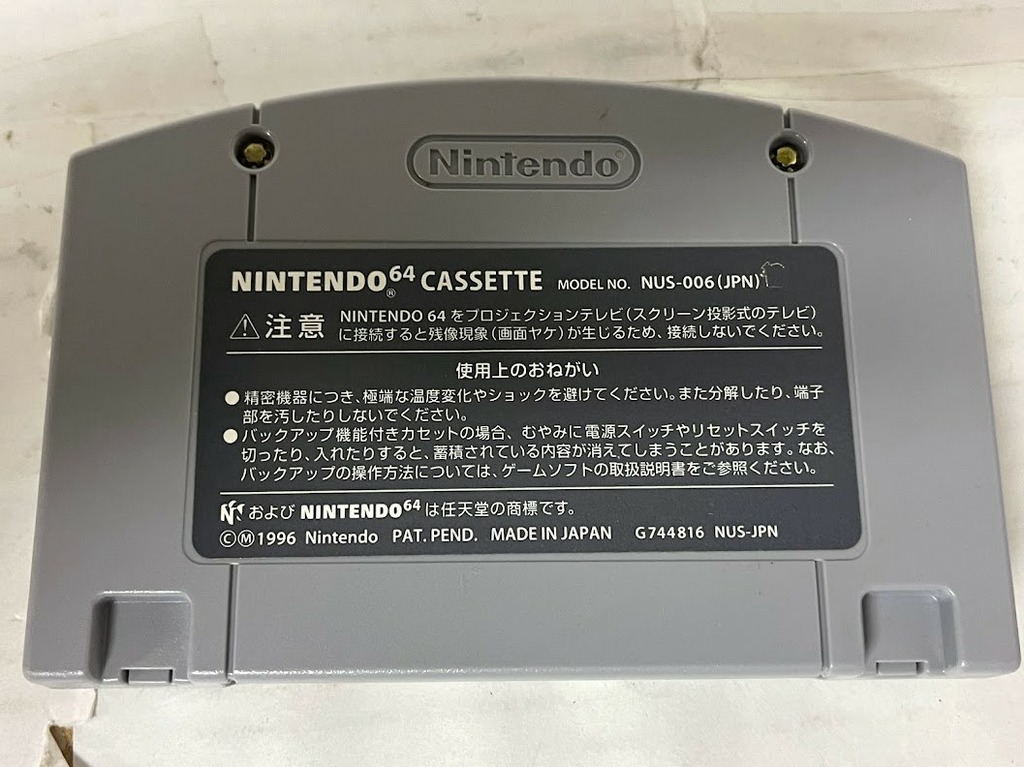 Nintendo®
NINTENDO64® CASSETTE MODEL NO. NUS-006(JPN)
⚠注意 NINTENDO 64 をプロジェクションテレビ(スクリーン投影式のテレビ)
に接続すると残像現象(画面ヤケ)が生じるため、接続しないでください。
使用上のおねがい
●精密機器につき、極端な温度変化やショックを避けてください。また分解したり、端子
部を汚したりしないでください。
●バックアップ機能付きカセットの場合、むやみに電源スイッチやリセットスイッチを
切ったり、入れたりすると、蓄積されている内容が消えてしまうことがあります。なお、
バックアップの操作方法については、ゲームソフトの取扱説明書をご参照ください。
および NINTENDO64 は任天堂の商標です。
ⒸⓂ1996 Nintendo PAT. PEND. MADE IN JAPAN G744816 NUS-JPN